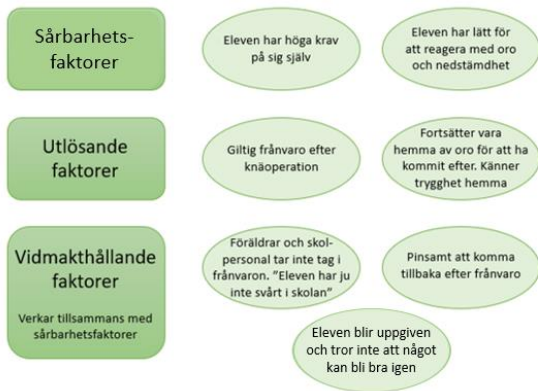 Sårbarhets-
faktorer
Eleven har höga krav
på sig själv
Eleven har lätt för
att reagera med oro
och nedstämdhet
Utlösande
faktorer
Giltig frånvaro efter
knäoperation
Fortsätter vara
hemma av oro för att ha
kommit efter. Känner
trygghet hemma
Vidmakthållande
faktorer
Verkar tillsammans med
sårbarhetsfaktorer
Föräldrar och skol-
personal tar inte tag i
frånvaron. "Eleven har ju
inte svårt i skolan"
Pinsamt att komma
tillbaka efter frånvaro
Eleven blir uppgiven
och tror inte att något
kan bli bra igen